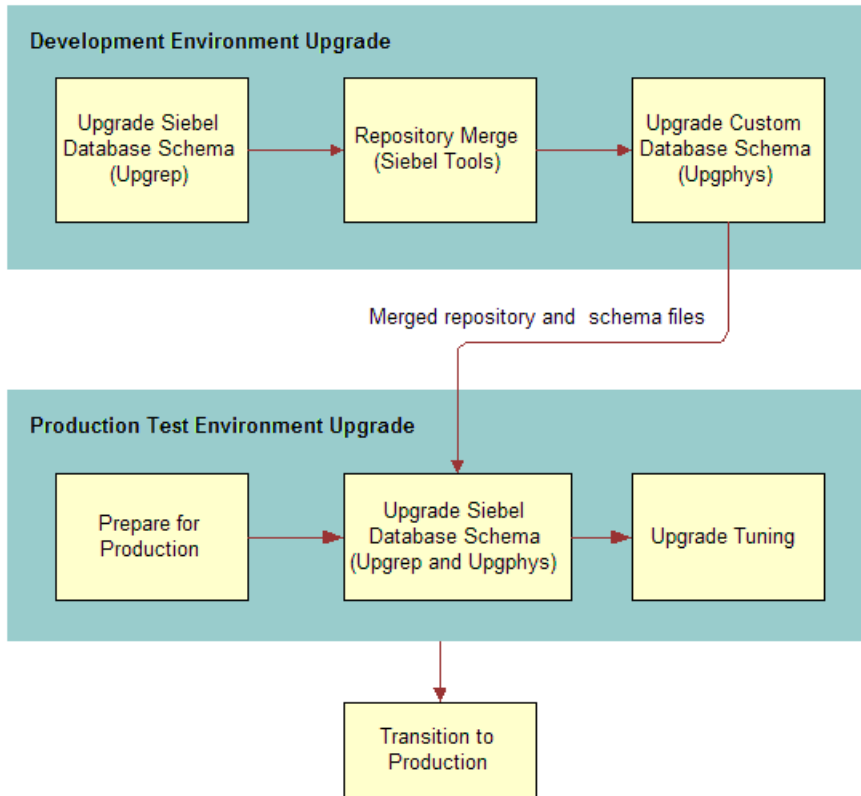 Development Environment Upgrade
Upgrade Siebel
Database Schema
(Upgrep)
Repository Merge
(Siebel Tools)
Upgrade Custom
Database Schema
(Upgphys)
Merged repository and schema files
Production Test Environment Upgrade
Prepare for
Production
Upgrade Siebel
Database Schema
(Upgrep and Upgphys)
Upgrade Tuning
Transition to
Production